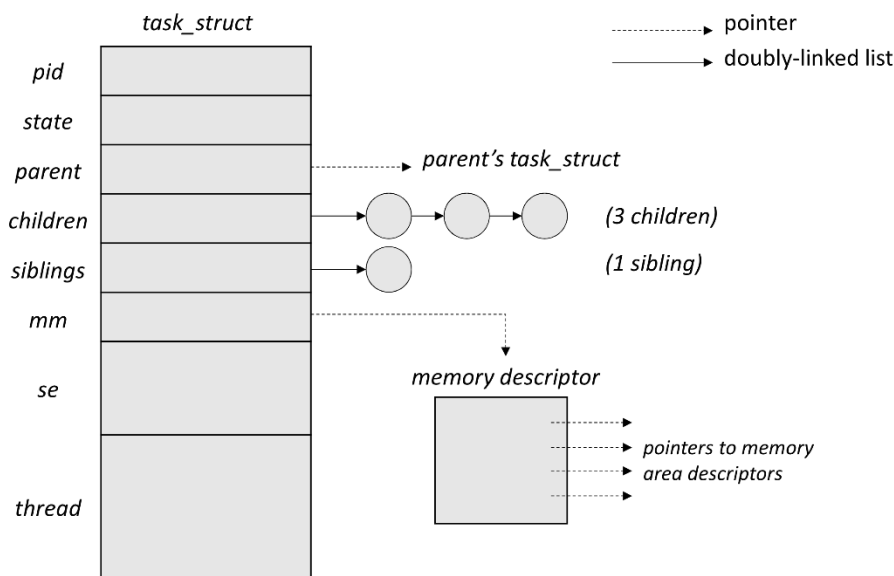 task_struct
pointer
doubly-linked list
pid
state
parent
parent’s task_struct
children
(3 children)
siblings
(1 sibling)
mm
memory descriptor
se
pointers to memory
area descriptors
thread